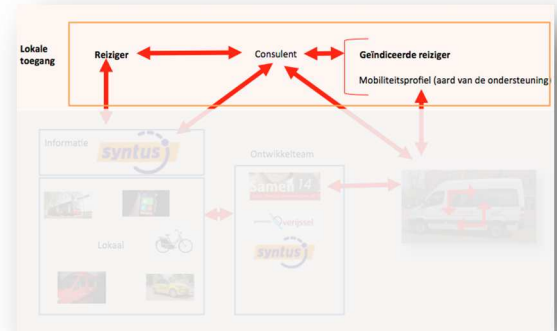 Lokale
toegang
Reiziger
Consulent
Geïndiceerde reiziger
Mobiliteitsprofiel (aard van de ondersteuning
Informatie
syntus
Ontwikkelteam
Samen 14
Lokaal
syntus